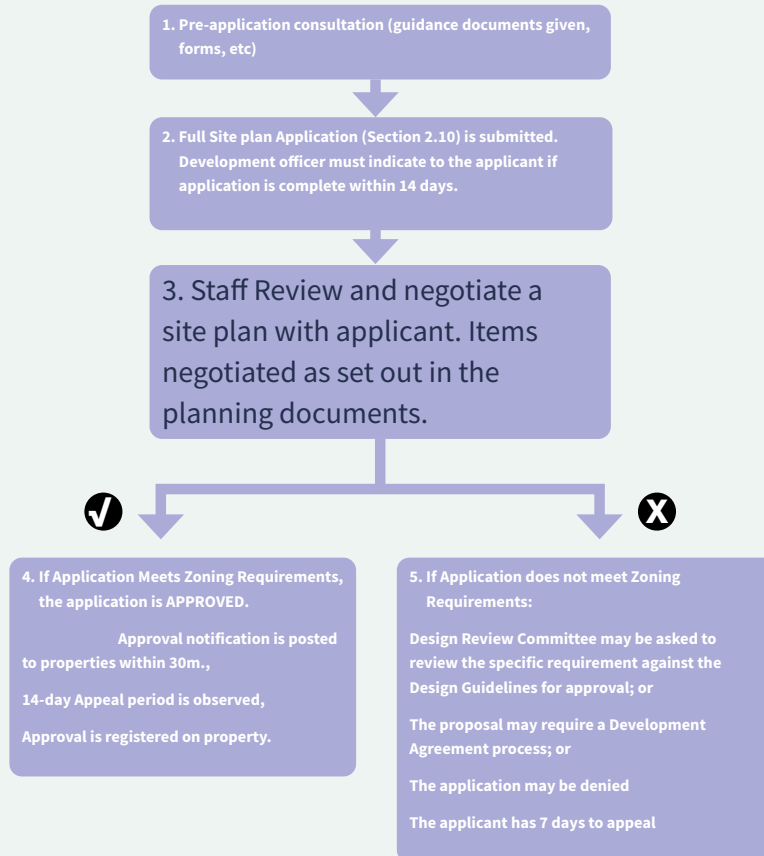 1. Pre-application consultation (guidance documents given,
forms, etc)
2. Full Site plan Application (Section 2.10) is submitted.
Development officer must indicate to the applicant if
application is complete within 14 days.
3. Staff Review and negotiate a
site plan with applicant. Items
negotiated as set out in the
planning documents.
√
X
4. If Application Meets Zoning Requirements,
the application is APPROVED.
Approval notification is posted
to properties within 30m.,
14-day Appeal period is observed,
Approval is registered on property.
5. If Application does not meet Zoning
Requirements:
Design Review Committee may be asked to
review the specific requirement against the
Design Guidelines for approval; or
The proposal may require a Development
Agreement process; or
The application may be denied
The applicant has 7 days to appeal